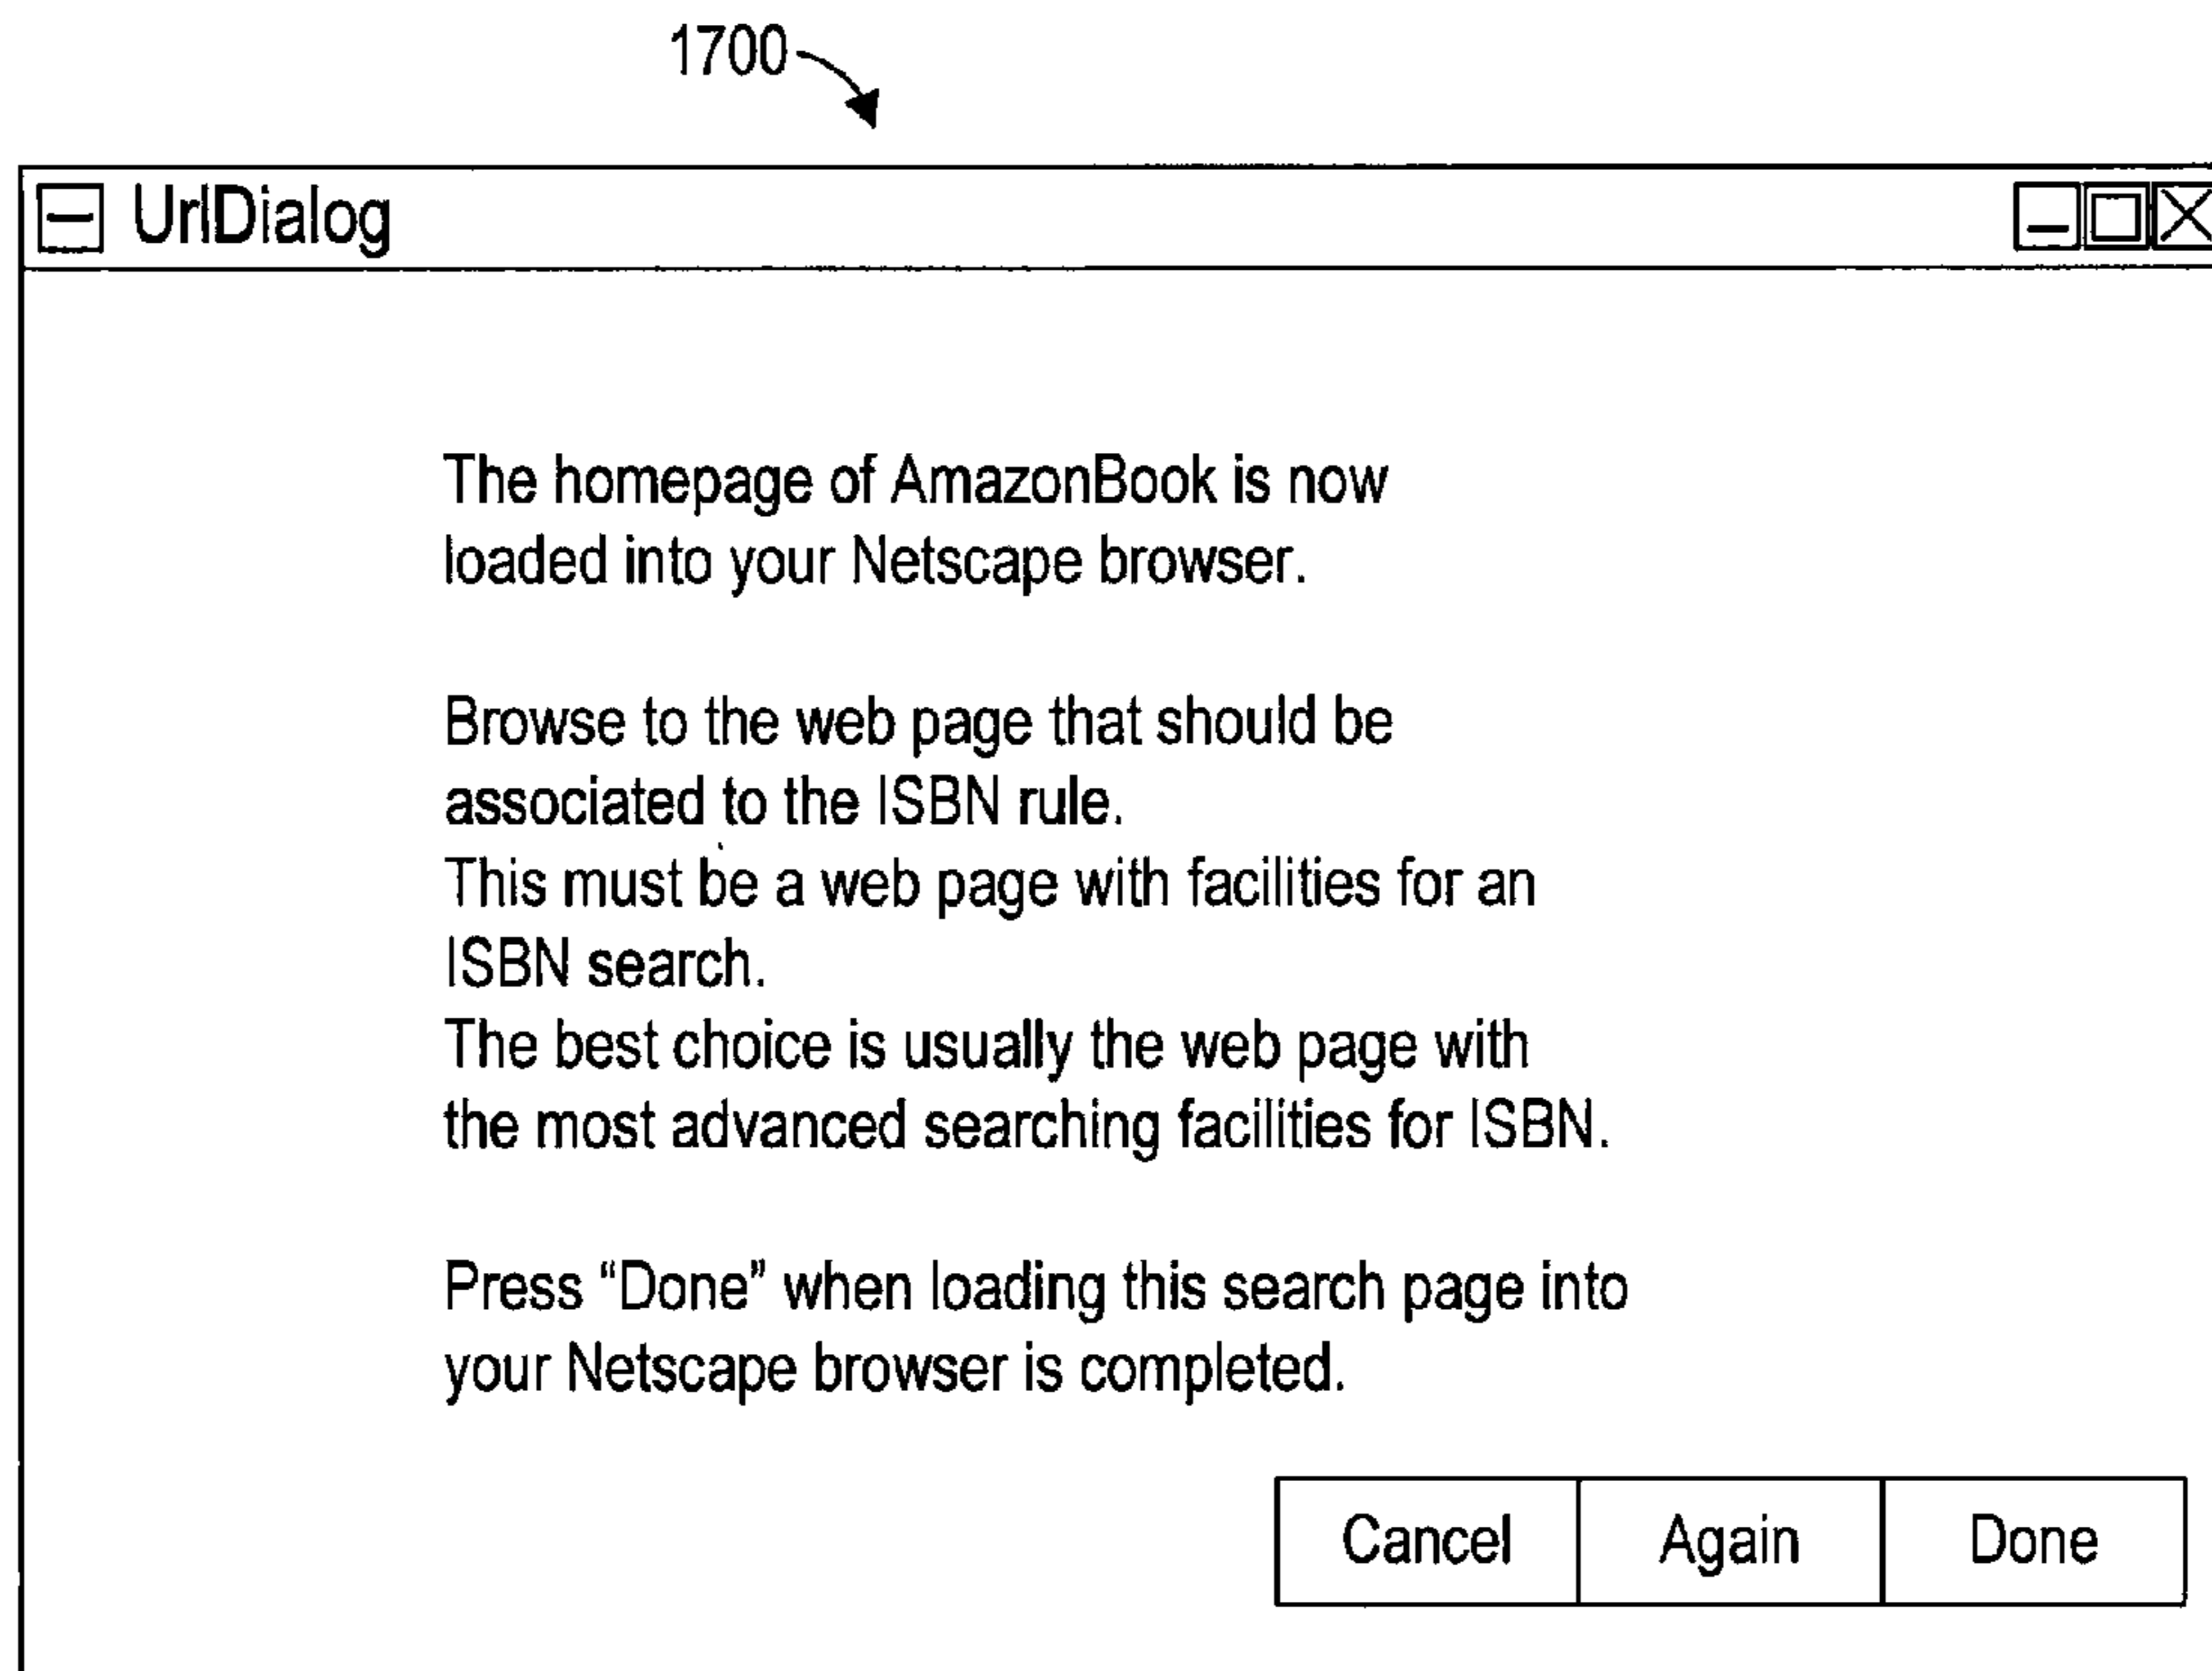 1700
UrlDialog
The homepage of AmazonBook is now
loaded into your Netscape browser.
Browse to the web page that should be
associated to the ISBN rule.
This must be a web page with facilities for an
ISBN search.
The best choice is usually the web page with
the most advanced searching facilities for ISBN.
Press “Done” when loading this search page into
your Netscape browser is completed.
Cancel Again Done